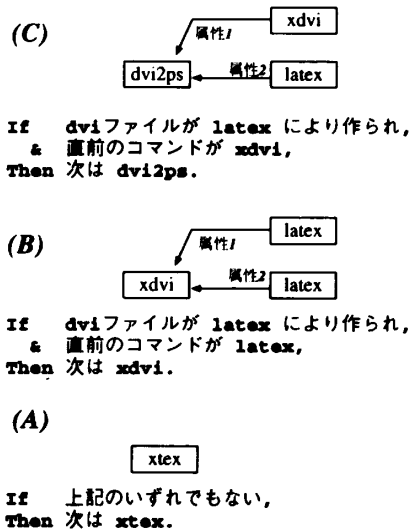 (C)
xdvi
属性1
dvi2ps
属性2
latex
If dviファイルが latex により作られ,
& 直前のコマンドが xdvi,
Then 次は dvi2ps.
(B)
latex
属性1
xdvi
属性2
latex
If dviファイルが latex により作られ,
& 直前のコマンドが latex,
Then 次は xdvi.
(A)
xtex
If 上記のいずれでもない,
Then 次は xtex.